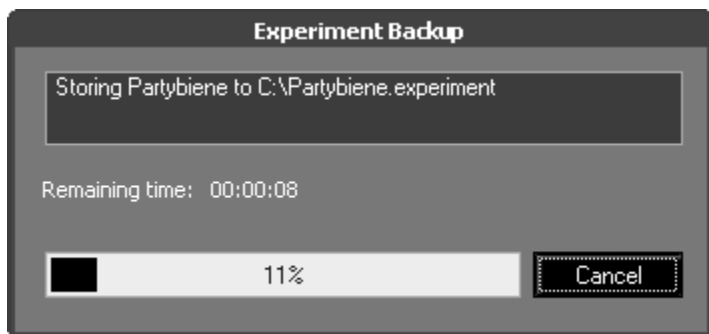 Experiment Backup
Storing Partybiene to C:\Partybiene.experiment
Remaining time: 00:00:08
11%
Cancel